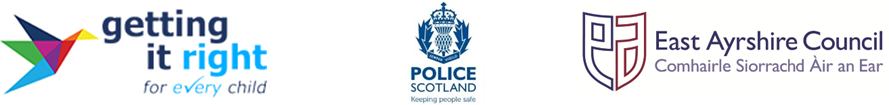 getting
it right
for every child
POLICE
SCOTLAND
Keeping people safe
East Ayrshire Council
Comhairle Siorrachd Àir an Ear